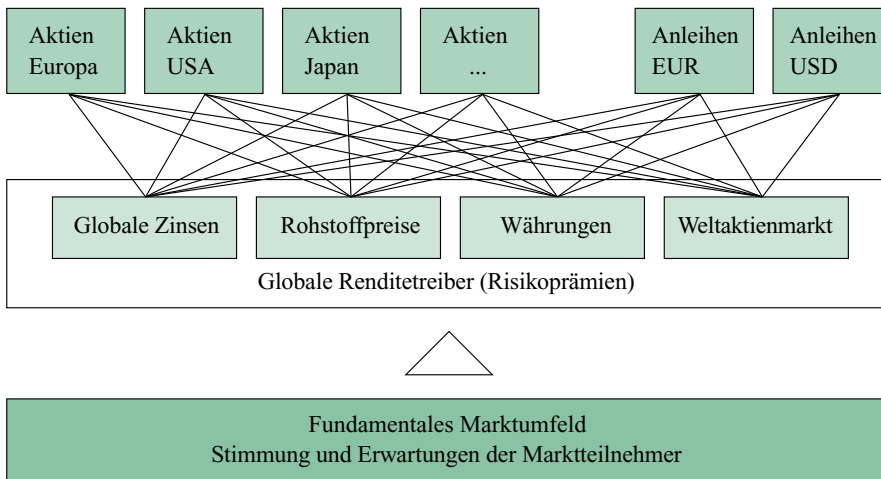 Aktien
Europa
Aktien
USA
Aktien
Japan
Aktien
...
Anleihen
EUR
Anleihen
USD
Globale Zinsen
Rohstoffpreise
Währungen
Weltaktienmarkt
Globale Renditetreiber (Risikoprämien)
Fundamentales Marktumfeld
Stimmung und Erwartungen der Marktteilnehmer